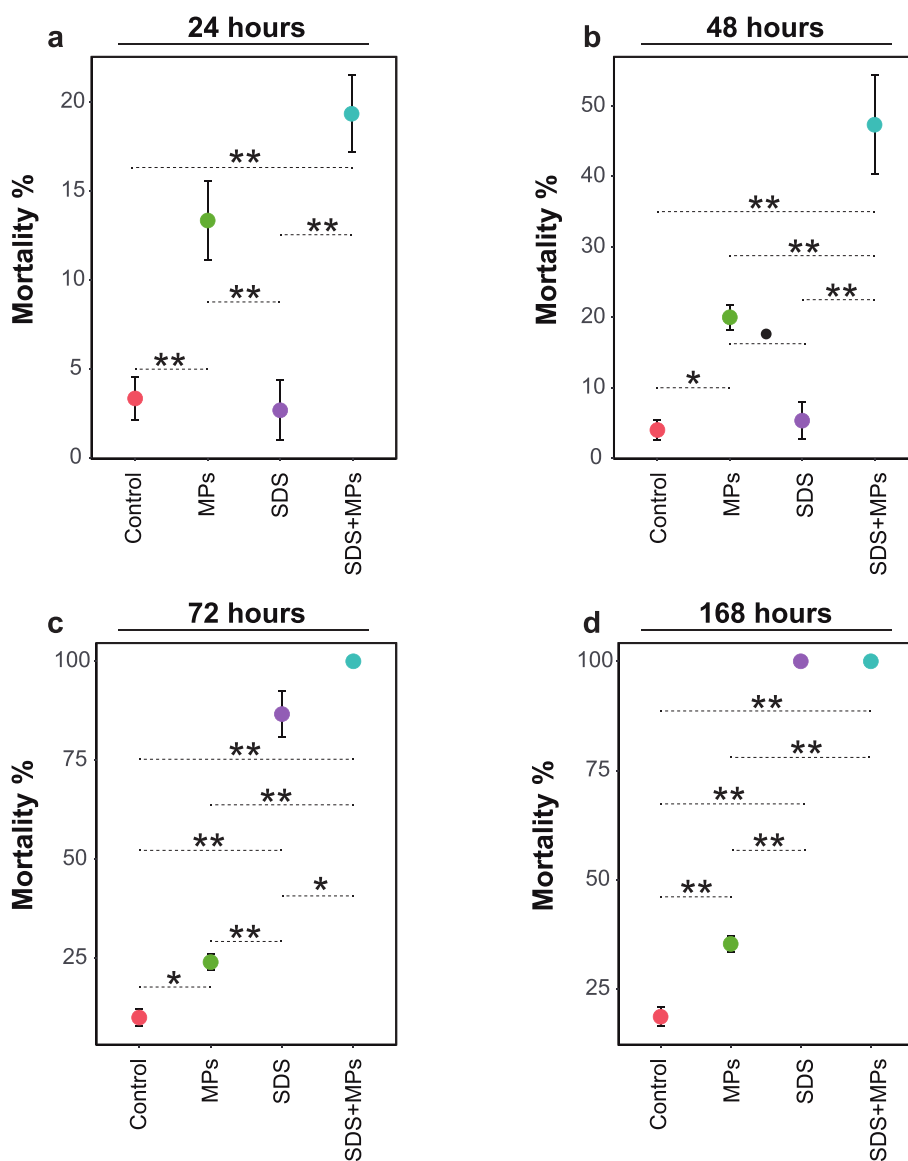 a 24 hours
Mortality %
20
15
10
5
0
**
**
**
**
Control
MPs
SDS
SDS+MPs
b 48 hours
Mortality %
50
40
30
20
10
0
**
**
**
*
Control
MPs
SDS
SDS+MPs
c 72 hours
Mortality %
100
75
50
25
**
**
**
*
**
*
Control
MPs
SDS
SDS+MPs
d 168 hours
Mortality %
100
75
50
25
**
**
**
**
**
Control
MPs
SDS
SDS+MPs